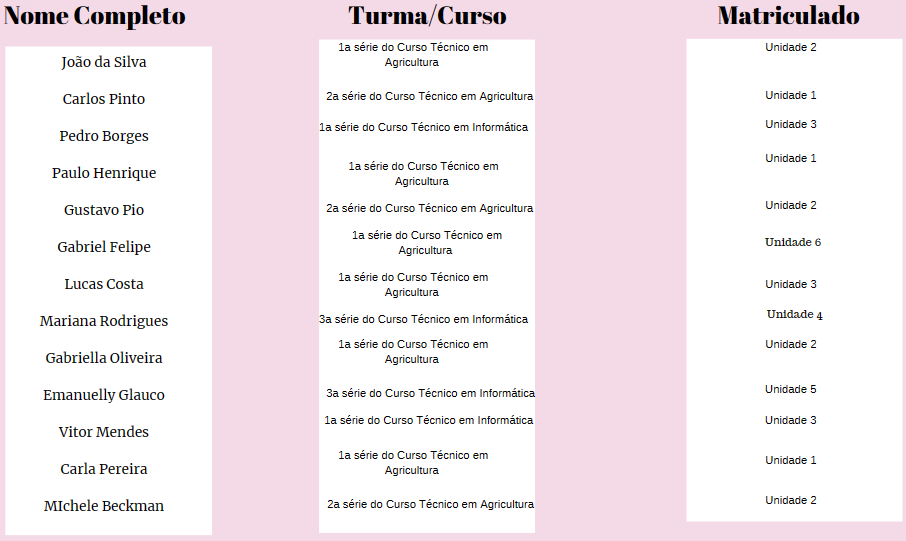 Nome Completo Turma/Curso Matriculado
João da Silva 1a série do Curso Técnico em Agricultura Unidade 2
Carlos Pinto 2a série do Curso Técnico em Agricultura Unidade 1
Pedro Borges 1a série do Curso Técnico em Informática Unidade 3
Paulo Henrique 1a série do Curso Técnico em Agricultura Unidade 1
Gustavo Pio 2a série do Curso Técnico em Agricultura Unidade 2
Gabriel Felipe 1a série do Curso Técnico em Agricultura Unidade 6
Lucas Costa 1a série do Curso Técnico em Agricultura Unidade 3
Mariana Rodrigues 3a série do Curso Técnico em Informática Unidade 4
Gabriella Oliveira 1a série do Curso Técnico em Agricultura Unidade 2
Emanuelly Glauco 3a série do Curso Técnico em Informática Unidade 5
Vitor Mendes 1a série do Curso Técnico em Informática Unidade 3
Carla Pereira 1a série do Curso Técnico em Agricultura Unidade 1
MIchele Beckman 2a série do Curso Técnico em Agricultura Unidade 2